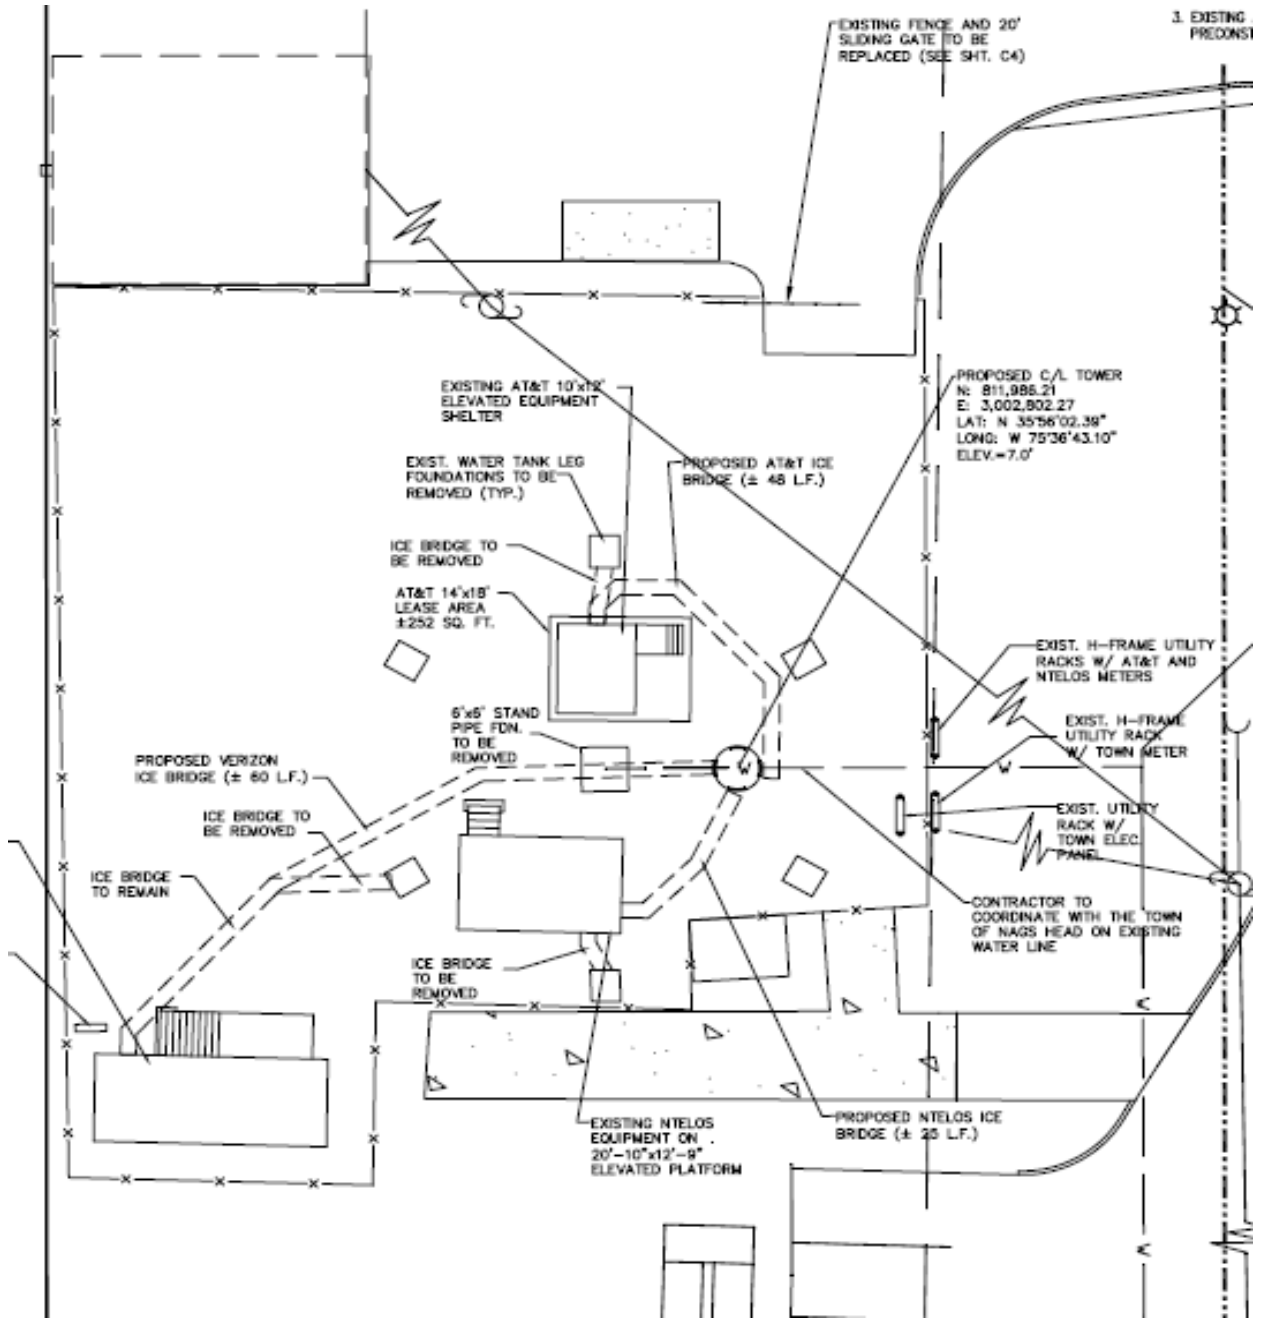 EXISTING FENCE AND 20'
SLIDING GATE TO BE
REPLACED (SEE SHT. C4)
3. EXISTING
PRECONST
EXISTING AT&T 10'x12'
ELEVATED EQUIPMENT
SHELTER
PROPOSED C/L TOWER
N: 811,986.21
E: 3,002,802.27
LAT: N 35°56'02.39"
LONG: W 75°36'43.10"
ELEV.=7.0'
EXIST. WATER TANK LEG
FOUNDATIONS TO BE
REMOVED (TYP.)
PROPOSED AT&T ICE
BRIDGE (± 48 L.F.)
ICE BRIDGE TO
BE REMOVED
AT&T 14'x18'
LEASE AREA
±252 SQ. FT.
EXIST. H-FRAME UTILITY
RACKS W/ AT&T AND
NTELOS METERS
6'x6' STAND
PIPE FDN.
TO BE
REMOVED
EXIST. H-FRAME
UTILITY RACK
W/ TOWN METER
PROPOSED VERIZON
ICE BRIDGE (± 60 L.F.)
W
W
ICE BRIDGE TO
BE REMOVED
EXIST. UTILITY
RACK W/
TOWN ELEC.
PANEL
ICE BRIDGE
TO REMAIN
CONTRACTOR TO
COORDINATE WITH THE TOWN
OF NAGS HEAD ON EXISTING
WATER LINE
ICE BRIDGE
TO BE
REMOVED
W
EXISTING NTELOS
EQUIPMENT ON
20'-10"x12'-9"
ELEVATED PLATFORM
PROPOSED NTELOS ICE
BRIDGE (± 25 L.F.)
W